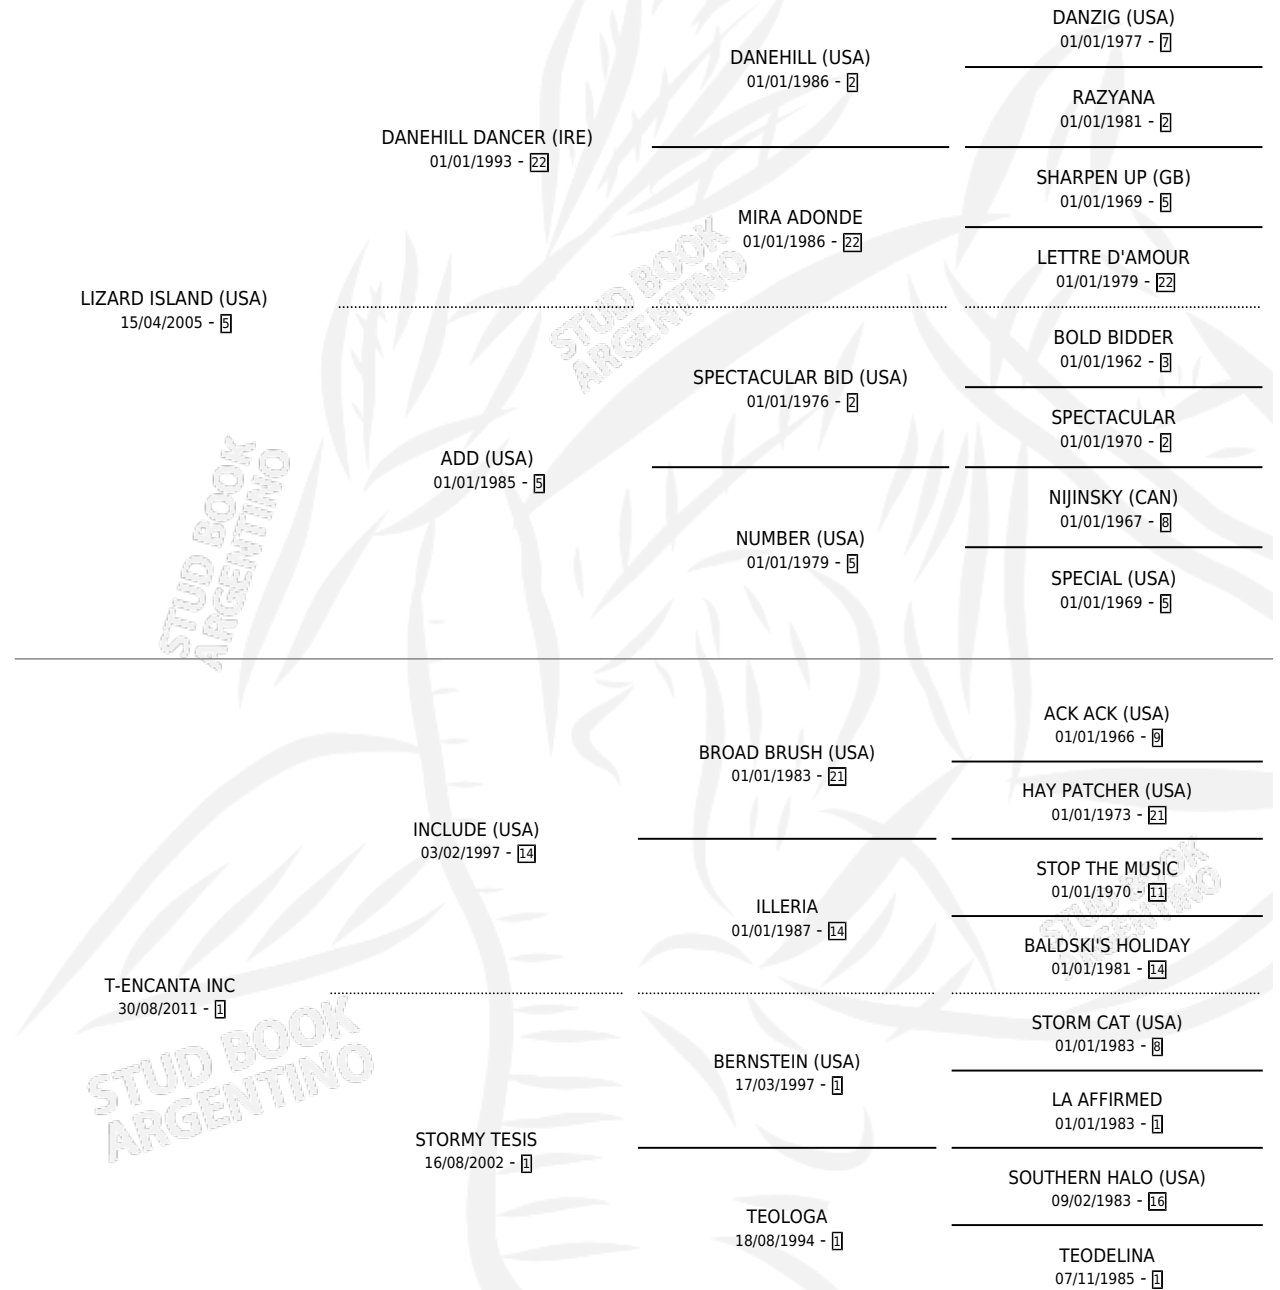 DANZIG (USA)
01/01/1977 - 7
DANEHILL (USA)
01/01/1986 - 2
RAZYANA
01/01/1981 - 2
DANEHILL DANCER (IRE)
01/01/1993 - 22
SHARPEN UP (GB)
01/01/1969 - 5
MIRA ADONDE
01/01/1986 - 22
LETTRE D'AMOUR
01/01/1979 - 22
LIZARD ISLAND (USA)
15/04/2005 - 5
BOLD BIDDER
01/01/1962 - 3
SPECTACULAR BID (USA)
01/01/1976 - 2
SPECTACULAR
01/01/1970 - 2
ADD (USA)
01/01/1985 - 5
NIJINSKY (CAN)
01/01/1967 - 8
NUMBER (USA)
01/01/1979 - 5
SPECIAL (USA)
01/01/1969 - 5
ACK ACK (USA)
01/01/1966 - 9
BROAD BRUSH (USA)
01/01/1983 - 21
HAY PATCHER (USA)
01/01/1973 - 21
INCLUDE (USA)
03/02/1997 - 14
STOP THE MUSIC
01/01/1970 - 11
ILLERIA
01/01/1987 - 14
BALDSKI'S HOLIDAY
01/01/1981 - 14
T-ENCANTA INC
30/08/2011 - 1
STORM CAT (USA)
01/01/1983 - 8
BERNSTEIN (USA)
17/03/1997 - 1
LA AFFIRMED
01/01/1983 - 1
STORMY TESIS
16/08/2002 - 1
SOUTHERN HALO (USA)
09/02/1983 - 16
TEOLOGA
18/08/1994 - 1
TEODELINA
07/11/1985 - 1
STUD BOOK
ARGENTINO
STUD BOOK
ARGENTINO
STUD BOOK
ARGENTINO
STUD BOOK
ARGENTINO